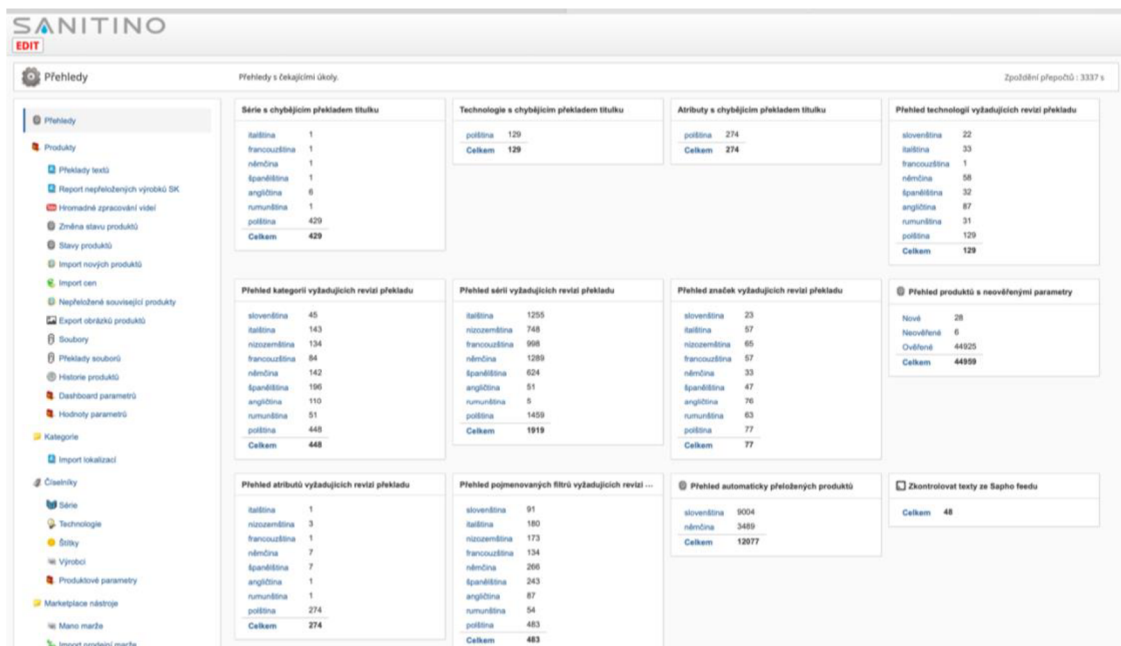 SANITINO
EDIT
Přehledy
Přehledy s čekajícími úkoly.
Zpoždění přepočtů : 3337 s
Přehledy
Produkty
Překlady textů
Report nepřeložených výrobků SK
Hromadné zpracování videí
Změna stavu produktů
Stavy produktů
Import nových produktů
Import cen
Nepřeložené související produkty
Export obrázků produktů
Soubory
Překlady souborů
Historie produktů
Dashboard parametrů
Hodnoty parametrů
Kategorie
Import lokalizací
Číselníky
Série
Technologie
Štítky
Výrobci
Produktové parametry
Marketplace nástroje
Mano marže
Import prodejní marže
Série s chybějícím překladem titulku
italština 1
francouzština 1
němčina 1
španělština 1
angličtina 6
rumunština 1
polština 429
Celkem 429
Technologie s chybějícím překladem titulku
polština 129
Celkem 129
Atributy s chybějícím překladem titulku
polština 274
Celkem 274
Přehled technologií vyžadujících revizi překladu
slovenština 22
italština 33
francouzština 1
němčina 58
španělština 32
angličtina 87
rumunština 31
polština 129
Celkem 129
Přehled kategorií vyžadujících revizi překladu
slovenština 45
italština 143
nizozemština 134
francouzština 84
němčina 142
španělština 196
angličtina 110
rumunština 51
polština 448
Celkem 448
Přehled sérií vyžadujících revizi překladu
italština 1255
nizozemština 748
francouzština 998
němčina 1289
španělština 624
angličtina 51
rumunština 5
polština 1459
Celkem 1919
Přehled značek vyžadujících revizi překladu
slovenština 23
italština 57
nizozemština 65
francouzština 57
němčina 33
španělština 47
angličtina 76
rumunština 63
polština 77
Celkem 77
Přehled produktů s neověřenými parametry
Nové 28
Neověřené 6
Ověřené 44925
Celkem 44959
Přehled atributů vyžadujících revizi překladu
italština 1
nizozemština 3
francouzština 1
němčina 7
španělština 7
angličtina 1
rumunština 1
polština 274
Celkem 274
Přehled pojmenovaných filtrů vyžadujících revizi ...
slovenština 91
italština 180
nizozemština 173
francouzština 134
němčina 266
španělština 243
angličtina 87
rumunština 54
polština 483
Celkem 483
Přehled automaticky přeložených produktů
slovenština 9004
němčina 3489
Celkem 12077
Zkontrolovat texty ze Sapho feedu
Celkem 48